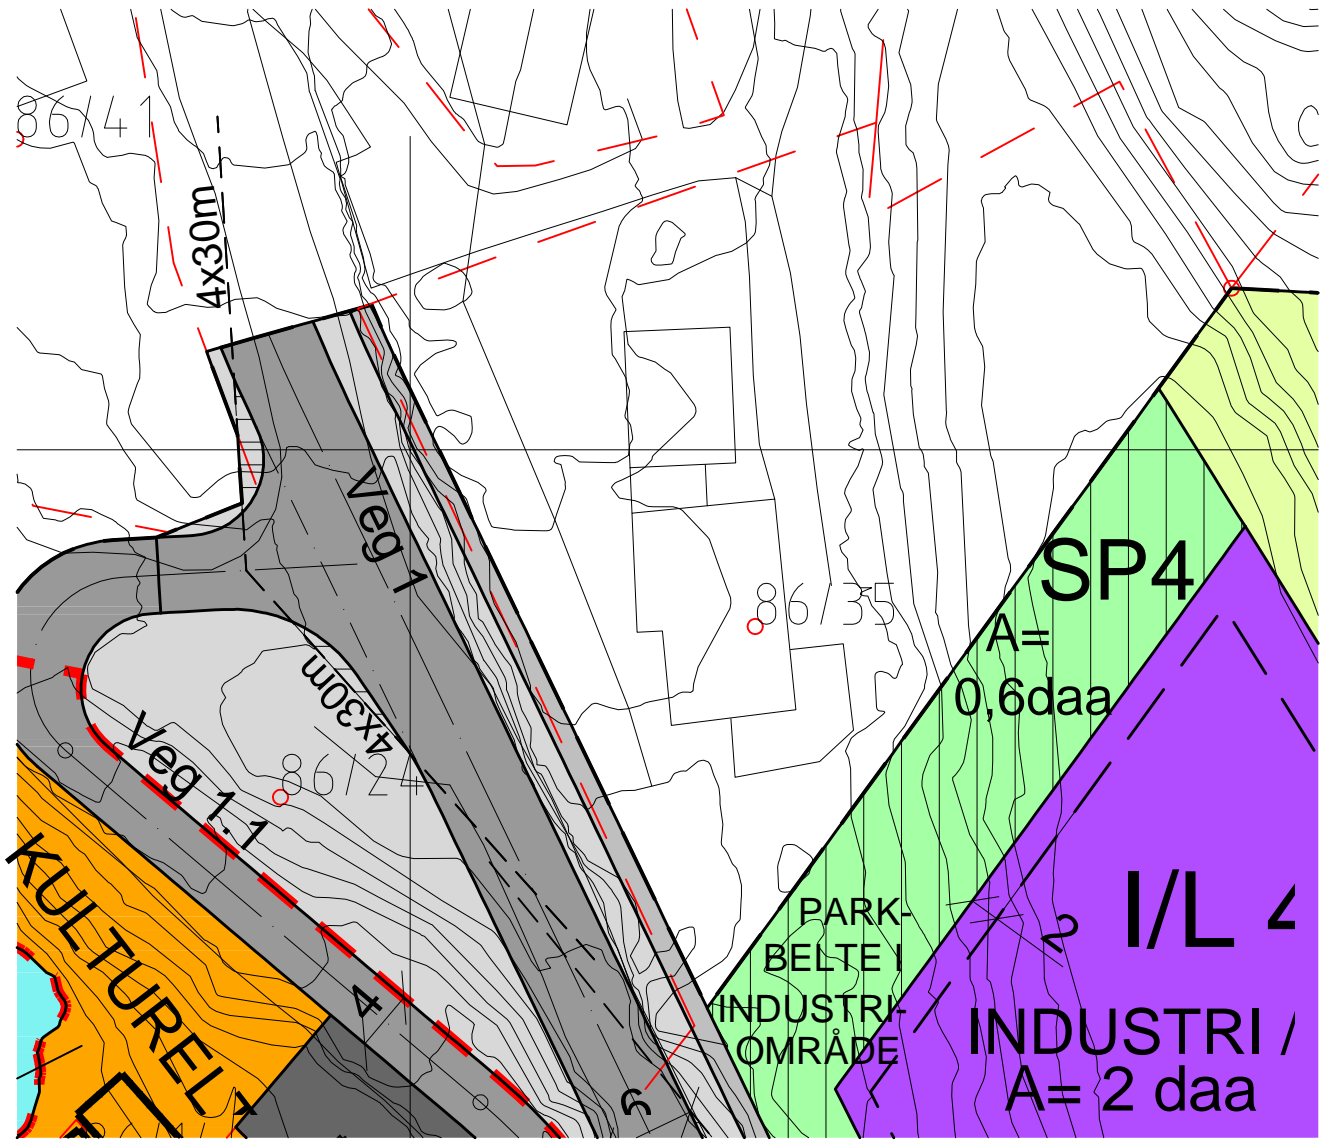 86/41
4x30m
Veg 1
SP4
A=
0,6daa
86/35
4x30m
Veg 1.1
86/24
KULTUREL
I/L 4
2
PARK-
BELTE I
INDUSTRI-
OMRÅDE
INDUSTRI /
A= 2 daa
4
6